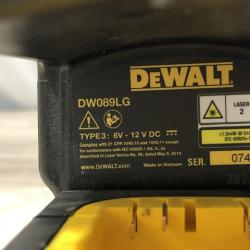 DEWALT
DW089LG
LASER
2
TYPE 3: 6V - 12 V DC
Complies with 21 CFR 1040.10 and 1040.11 except
for conformance with IEC 60825-1 Ed. 3., as
described in Laser Notice No. 56, dated May 8, 2019
www.DEWALT.com
Made in Vietnam
SER.
074